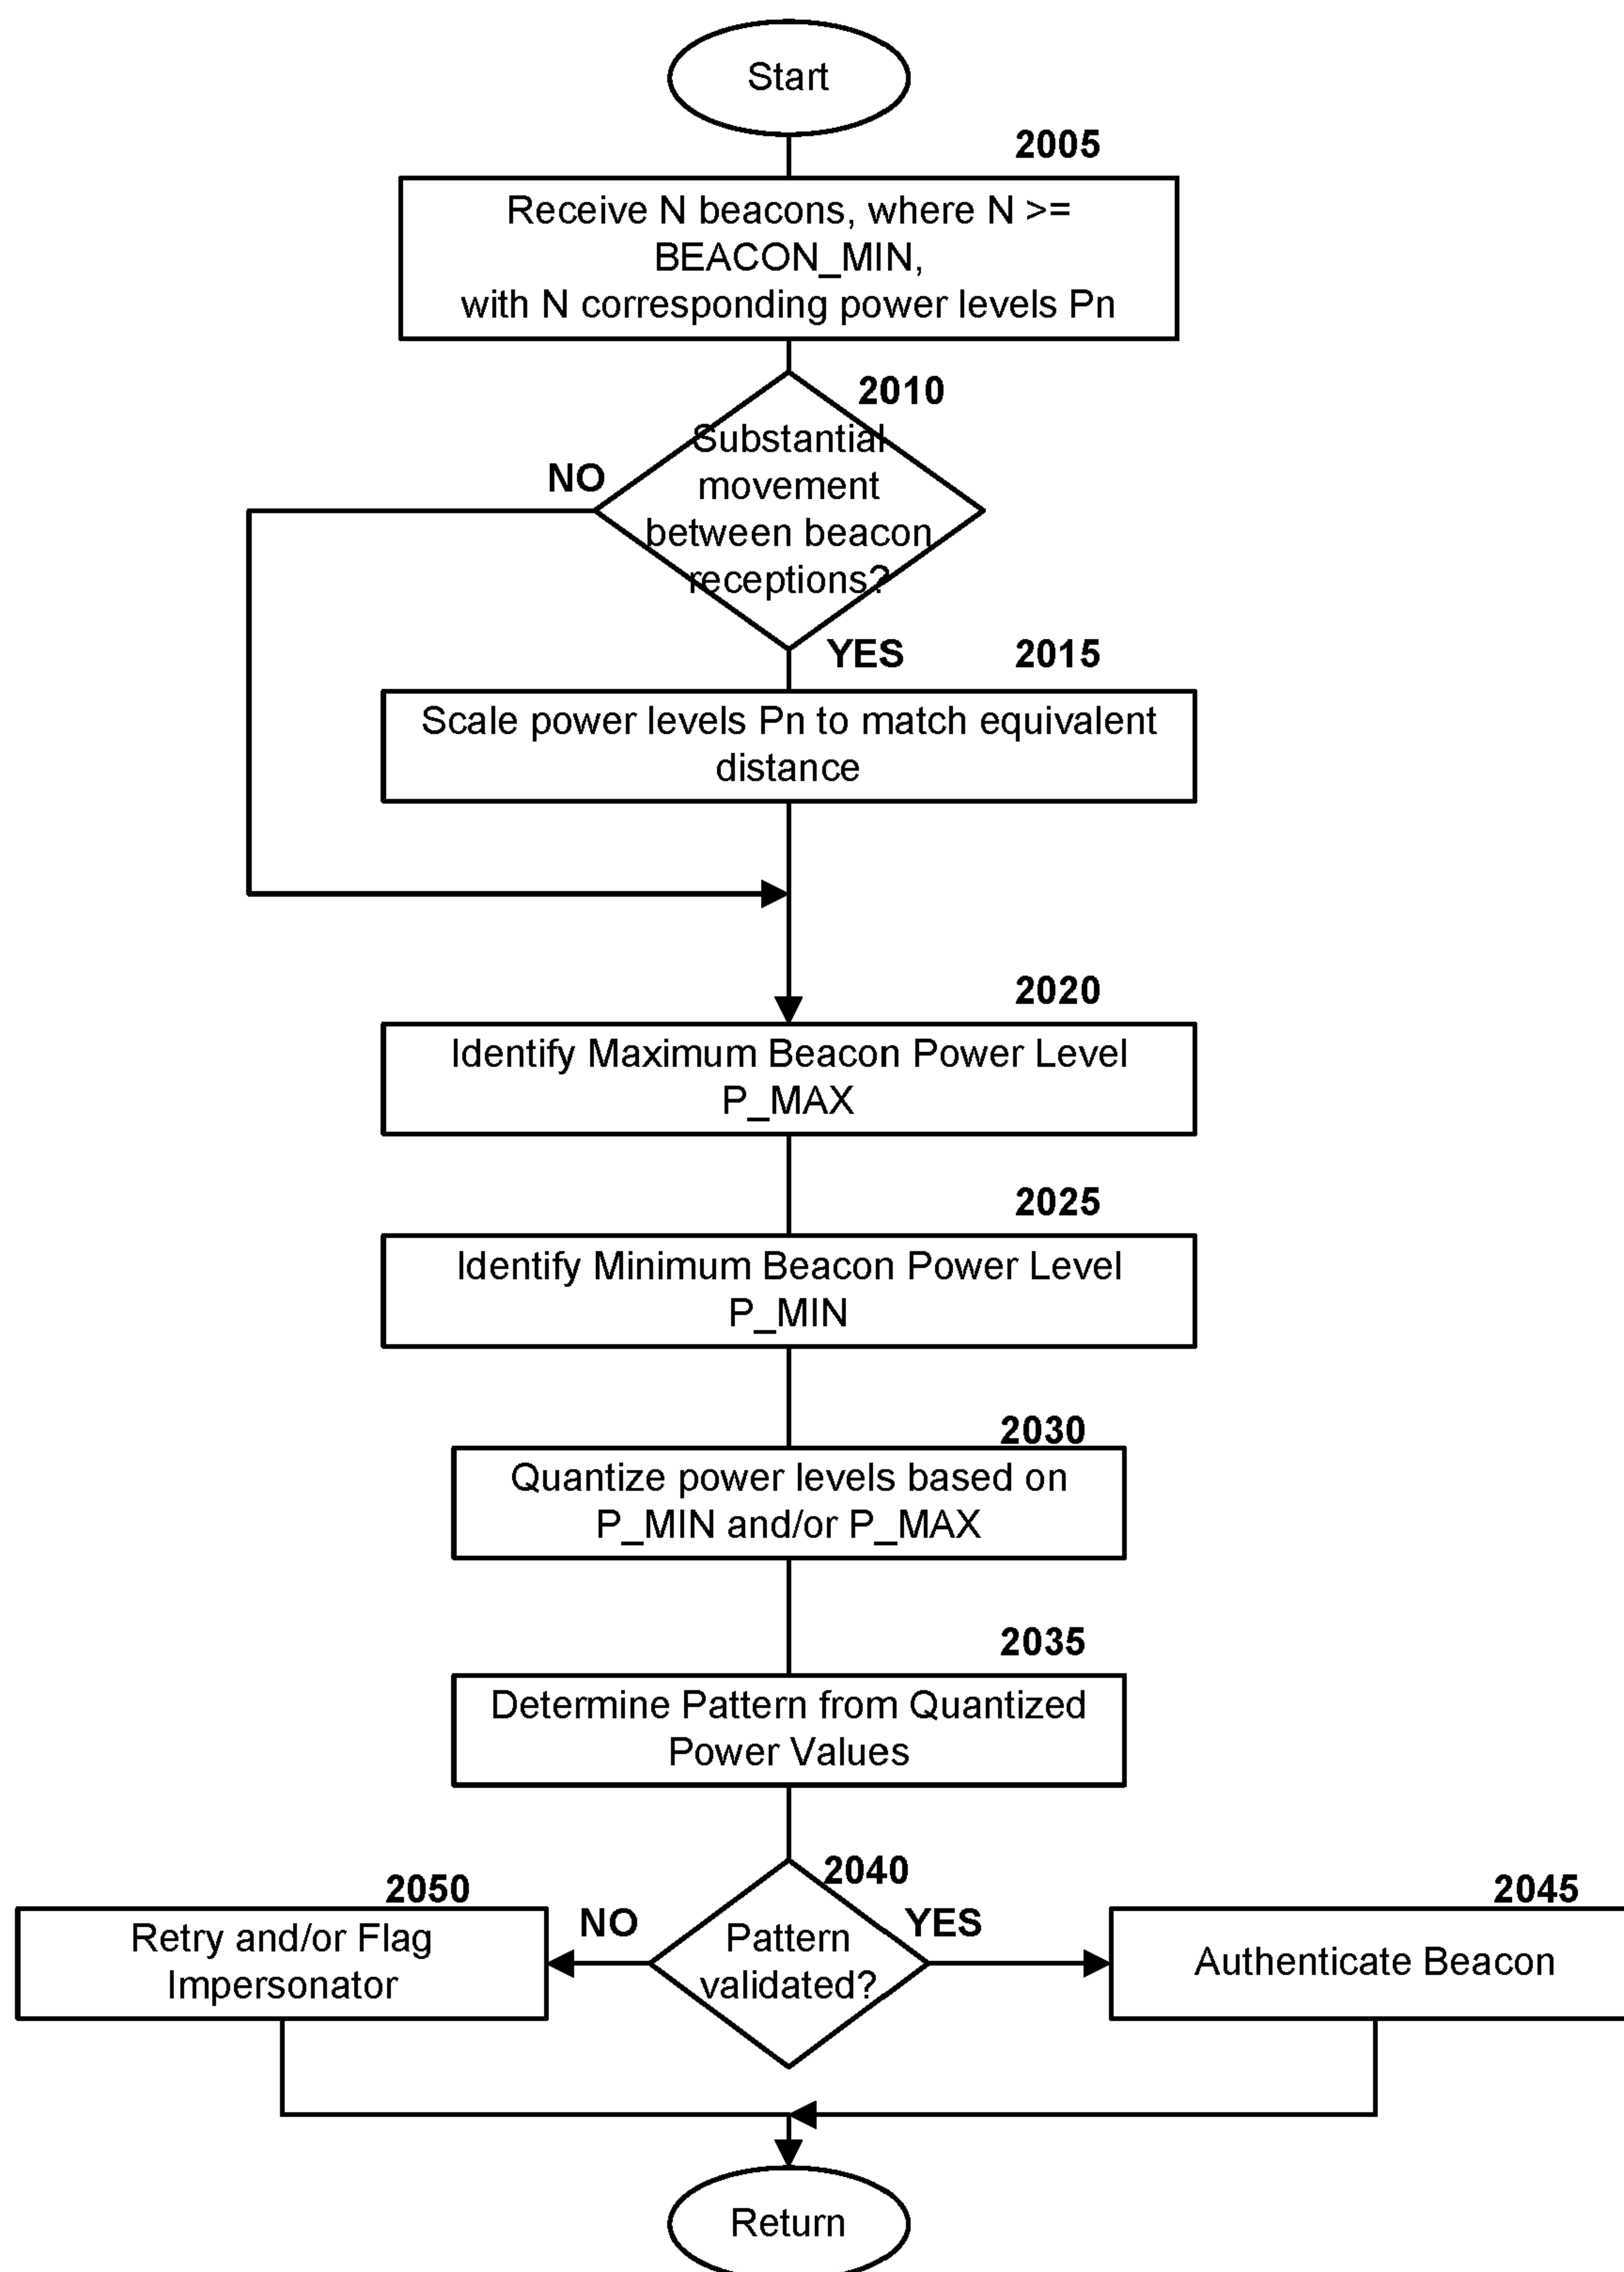 Start
2005
Receive N beacons, where N >=
BEACON_MIN,
with N corresponding power levels Pn
2010
Substantial
movement
between beacon
receptions?
NO
YES
2015
Scale power levels Pn to match equivalent
distance
2020
Identify Maximum Beacon Power Level
P_MAX
2025
Identify Minimum Beacon Power Level
P_MIN
2030
Quantize power levels based on
P_MIN and/or P_MAX
2035
Determine Pattern from Quantized
Power Values
2040
Pattern
validated?
NO
YES
2050
Retry and/or Flag
Impersonator
2045
Authenticate Beacon
Return